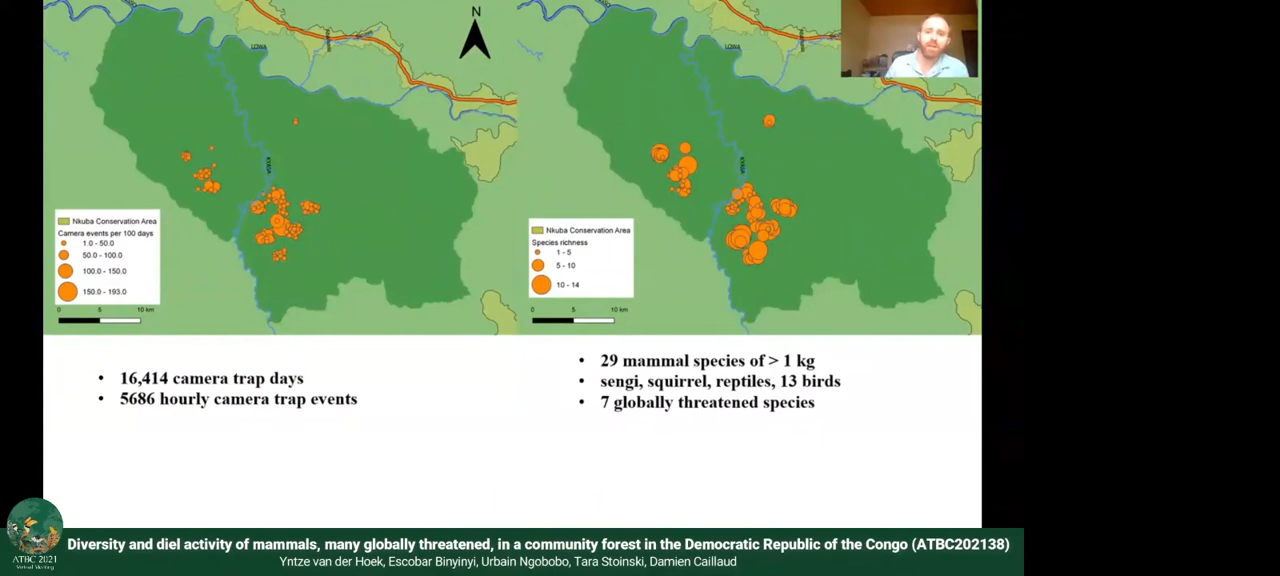 N
LOWA
LOWA
Nkuba Conservation Area
Camera events per 100 days
1.0 - 50.0
50.0 - 100.0
100.0 - 150.0
150.0 - 193.0
0 5 10 km
Nkuba Conservation Area
Species richness
1 - 5
5 - 10
10 - 14
0 5 10 km
• 16,414 camera trap days
• 5686 hourly camera trap events
• 29 mammal species of > 1 kg
• sengi, squirrel, reptiles, 13 birds
• 7 globally threatened species
ATBC 2021
Virtual Meeting
Diversity and diel activity of mammals, many globally threatened, in a community forest in the Democratic Republic of the Congo (ATBC202138)
Yntze van der Hoek, Escobar Binyinyi, Urbain Ngobobo, Tara Stoinski, Damien Caillaud